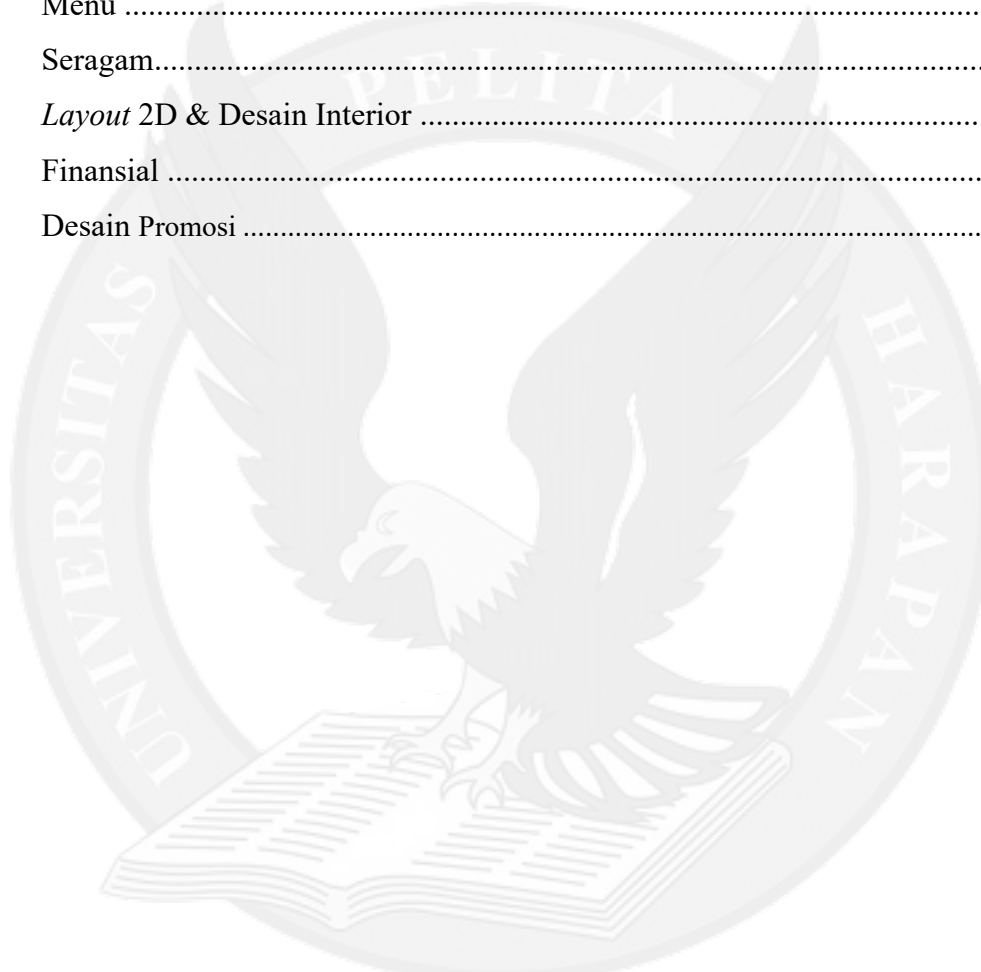 Menu ................................................................................................
Seragam.............................................................................................
Layout 2D & Desain Interior ..............................................................
Finansial ...........................................................................................
Desain Promosi ..................................................................................
UNIVERSITAS PELITA HARAPAN